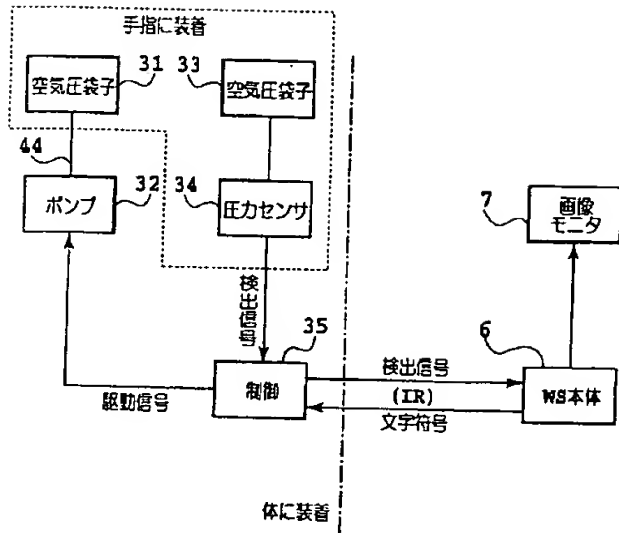 手指に装着
31
33
空気圧袋子
空気圧袋子
44
32
34
ポンプ
圧力センサ
7
画像
モニタ
検出信号
35
6
制御
検出信号
(IR)
文字符号
WS本体
駆動信号
体に装着